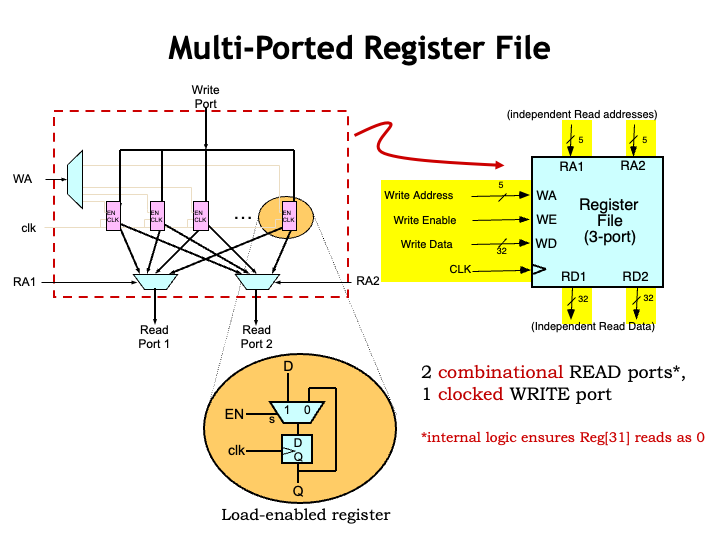 Multi-Ported Register File
Write
Port
WA
EN
CLK
EN
CLK
EN
CLK
...
EN
CLK
clk
RA1
RA2
Read
Port 1
Read
Port 2
(independent Read addresses)
5
5
RA1
RA2
Write Address
5
WA
Write Enable
WE
Write Data
32
WD
CLK
Register
File
(3-port)
RD1
RD2
32
32
(Independent Read Data)
D
1
0
EN
s
D
Q
clk
Q
Load-enabled register
2 combinational READ ports*,
1 clocked WRITE port
*internal logic ensures Reg[31] reads as 0